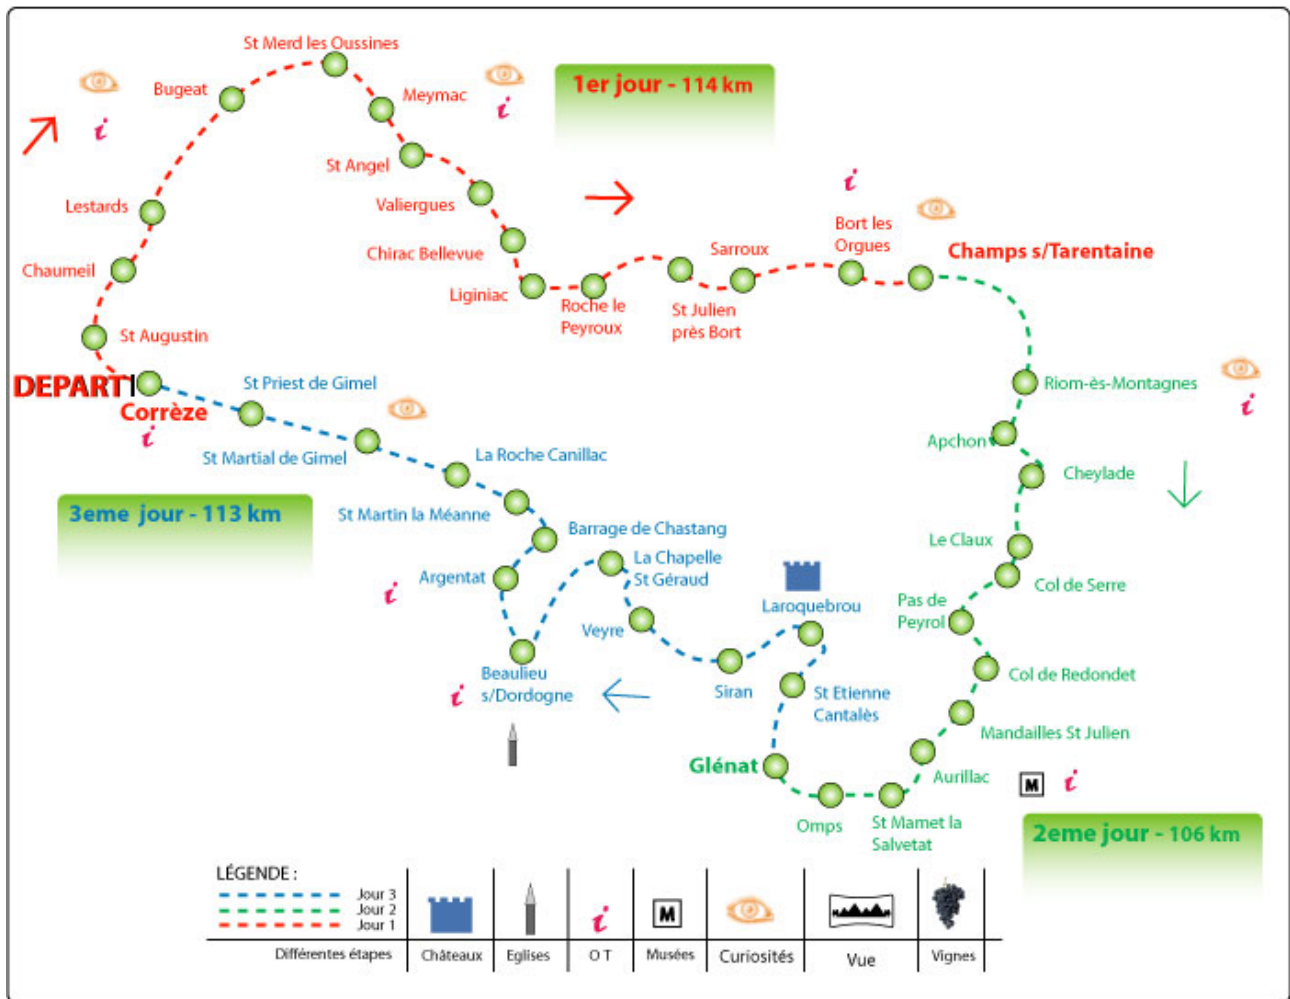 St Merd les Oussines
Bugeat
Meymac
1er jour - 114 km
St Angel
Lestards
Valiergues
Bort les
Orgues
Chirac Bellevue
Sarroux
Champs s/Tarentaine
Chaumeil
Liginiac
Roche le
Peyroux
St Julien
près Bort
St Augustin
DEPART
Corrèze
St Priest de Gimel
Riom-ès-Montagnes
St Martial de Gimel
La Roche Canillac
Apchon
Cheylade
3eme jour - 113 km
St Martin la Méanne
Barrage de Chastang
Le Claux
La Chapelle
St Géraud
Argentat
Col de Serre
Laroquebrou
Pas de
Peyrol
Veyre
Beaulieu
s/Dordogne
Siran
St Etienne
Cantalès
Col de Redondet
Mandailles St Julien
Glénat
Aurillac
M
Omps
St Mamet la
Salvetat
2eme jour - 106 km
LÉGENDE :
Jour 3
Jour 2
Jour 1
M
Différentes étapes
Châteaux
Eglises
O T
Musées
Curiosités
Vue
Vignes